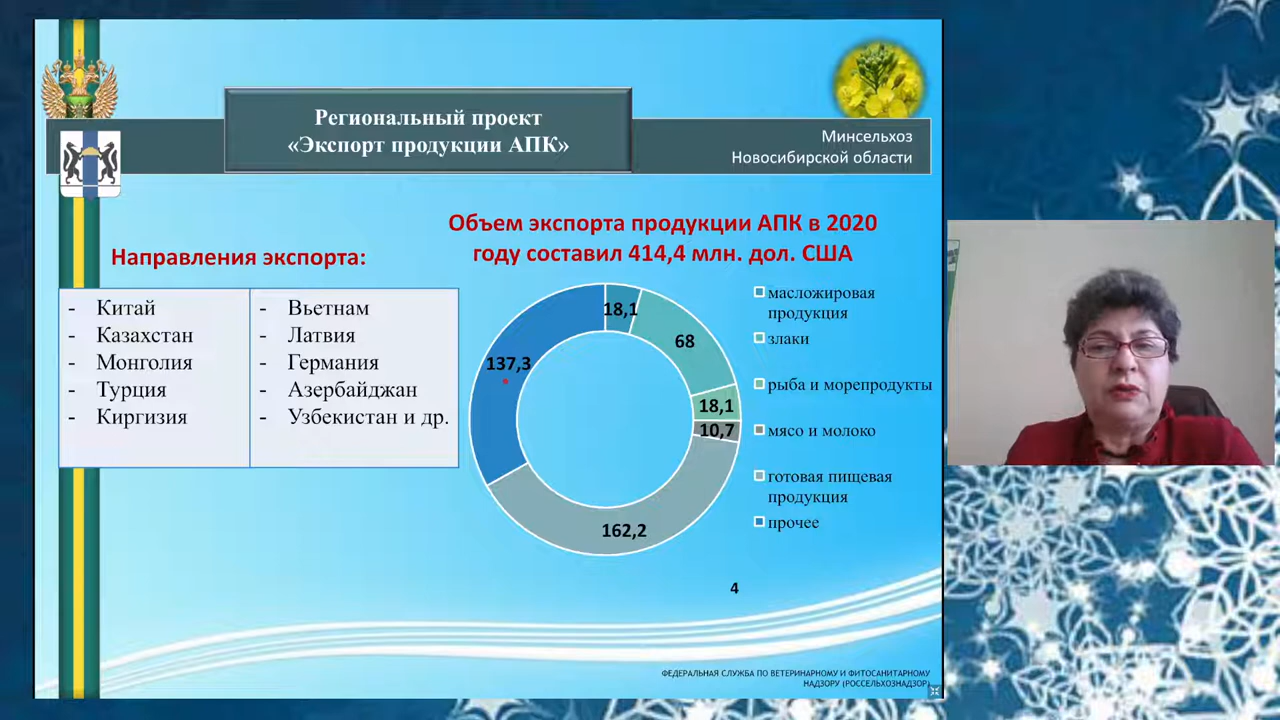 Региональный проект
«Экспорт продукции АПК»
Минсельхоз
Новосибирской области
Направления экспорта:
- Китай
- Казахстан
- Монголия
- Турция
- Киргизия
- Вьетнам
- Латвия
- Германия
- Азербайджан
- Узбекистан и др.
Объем экспорта продукции АПК в 2020
году составил 414,4 млн. дол. США
18,1
68
18,1
10,7
162,2
137,3
масложировая
продукция
злаки
рыба и морепродукты
мясо и молоко
готовая пищевая
продукция
прочее
4
ФЕДЕРАЛЬНАЯ СЛУЖБА ПО ВЕТЕРИНАРНОМУ И ФИТОСАНИТАРНОМУ
НАДЗОРУ (РОССЕЛЬХОЗНАДЗОР)